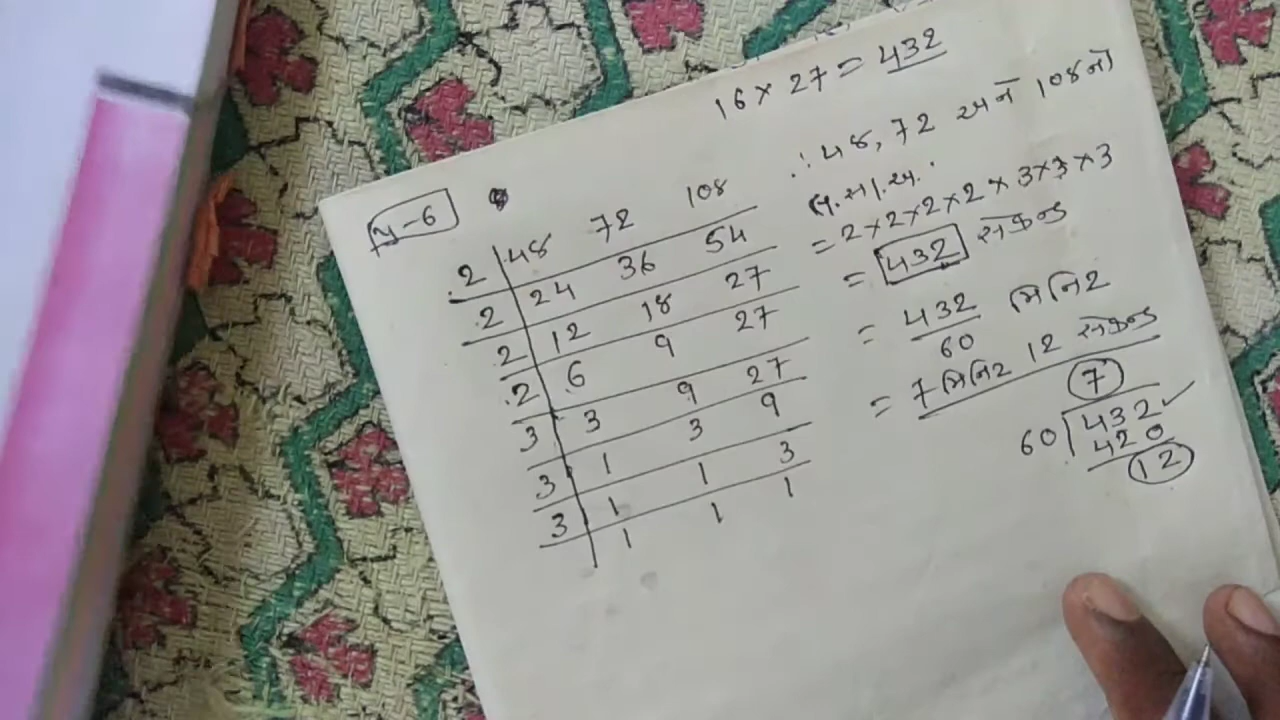 16 × 27 = 432
પ્ર-6
2 | 48 72 108
2 | 24 36 54
2 | 12 18 27
2 | 6 9 27
3 | 3 9 27
3 | 1 3 9
3 | 1 1 3
1 1 1
∴ 48, 72 અને 108નો
લ.સા.અ.
= 2×2×2×2×3×3×3
= 432 સેકન્ડ
= 432/60 મિનિટ
= 7 મિનિટ 12 સેકન્ડ
7
60 | 432 ✓
420
12